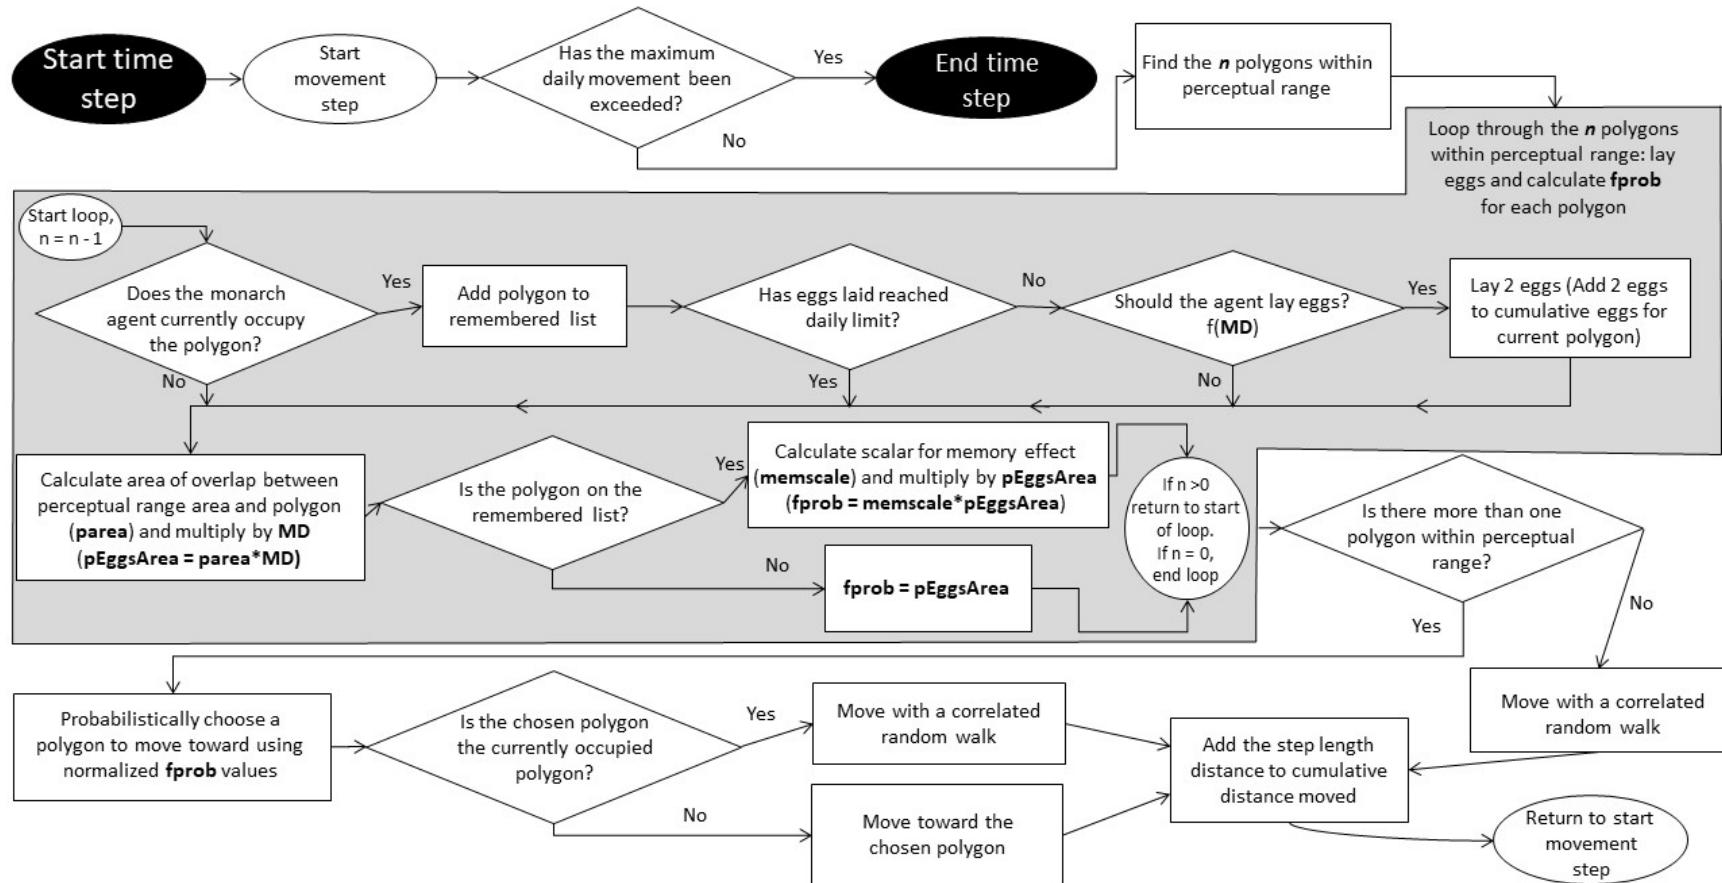 Start time
step
Start
movement
step
Has the maximum
daily movement been
exceeded?
Yes
No
End time
step
Find the n polygons within
perceptual range
Loop through the n polygons
within perceptual range: lay
eggs and calculate fprob
for each polygon
Start loop,
n = n - 1
Does the monarch
agent currently occupy
the polygon?
Yes
No
Add polygon to
remembered list
Has eggs laid reached
daily limit?
No
Yes
Should the agent lay eggs?
f(MD)
Yes
No
Lay 2 eggs (Add 2 eggs
to cumulative eggs for
current polygon)
Calculate area of overlap between
perceptual range area and polygon
(parea) and multiply by MD
(pEggsArea = parea*MD)
Is the polygon on the
remembered list?
Yes
No
Calculate scalar for memory effect
(memscale) and multiply by pEggsArea
(fprob = memscale*pEggsArea)
fprob = pEggsArea
If n >0
return to start
of loop.
If n = 0,
end loop
Is there more than one
polygon within perceptual
range?
No
Yes
Probabilistically choose a
polygon to move toward using
normalized fprob values
Is the chosen polygon
the currently occupied
polygon?
Yes
No
Move with a correlated
random walk
Move toward the
chosen polygon
Add the step length
distance to cumulative
distance moved
Move with a correlated
random walk
Return to start
movement
step